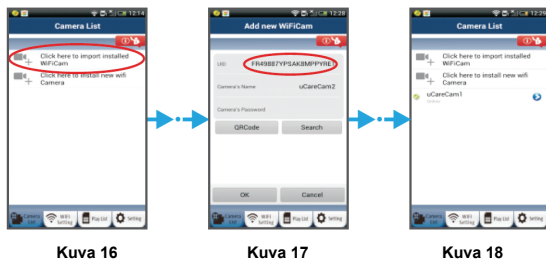 12:14
Camera List
Click here to import installed
WiFiCam
Click here to install new wifi
Camera
Camera
List
WiFi
Setting
Play List
Setting
Kuva 16
12:28
Add new WiFiCam
UID
FR49887YPSAKBMPPYRET
Camera's Name
uCareCam2
Camera's Password
QRCode
Search
OK
Cancel
Camera
List
WiFi
Setting
Play List
Setting
Kuva 17
12:29
Camera List
Click here to import installed
WiFiCam
Click here to install new wifi
Camera
uCareCam1
Online
Camera
List
WiFi
Setting
Play List
Setting
Kuva 18